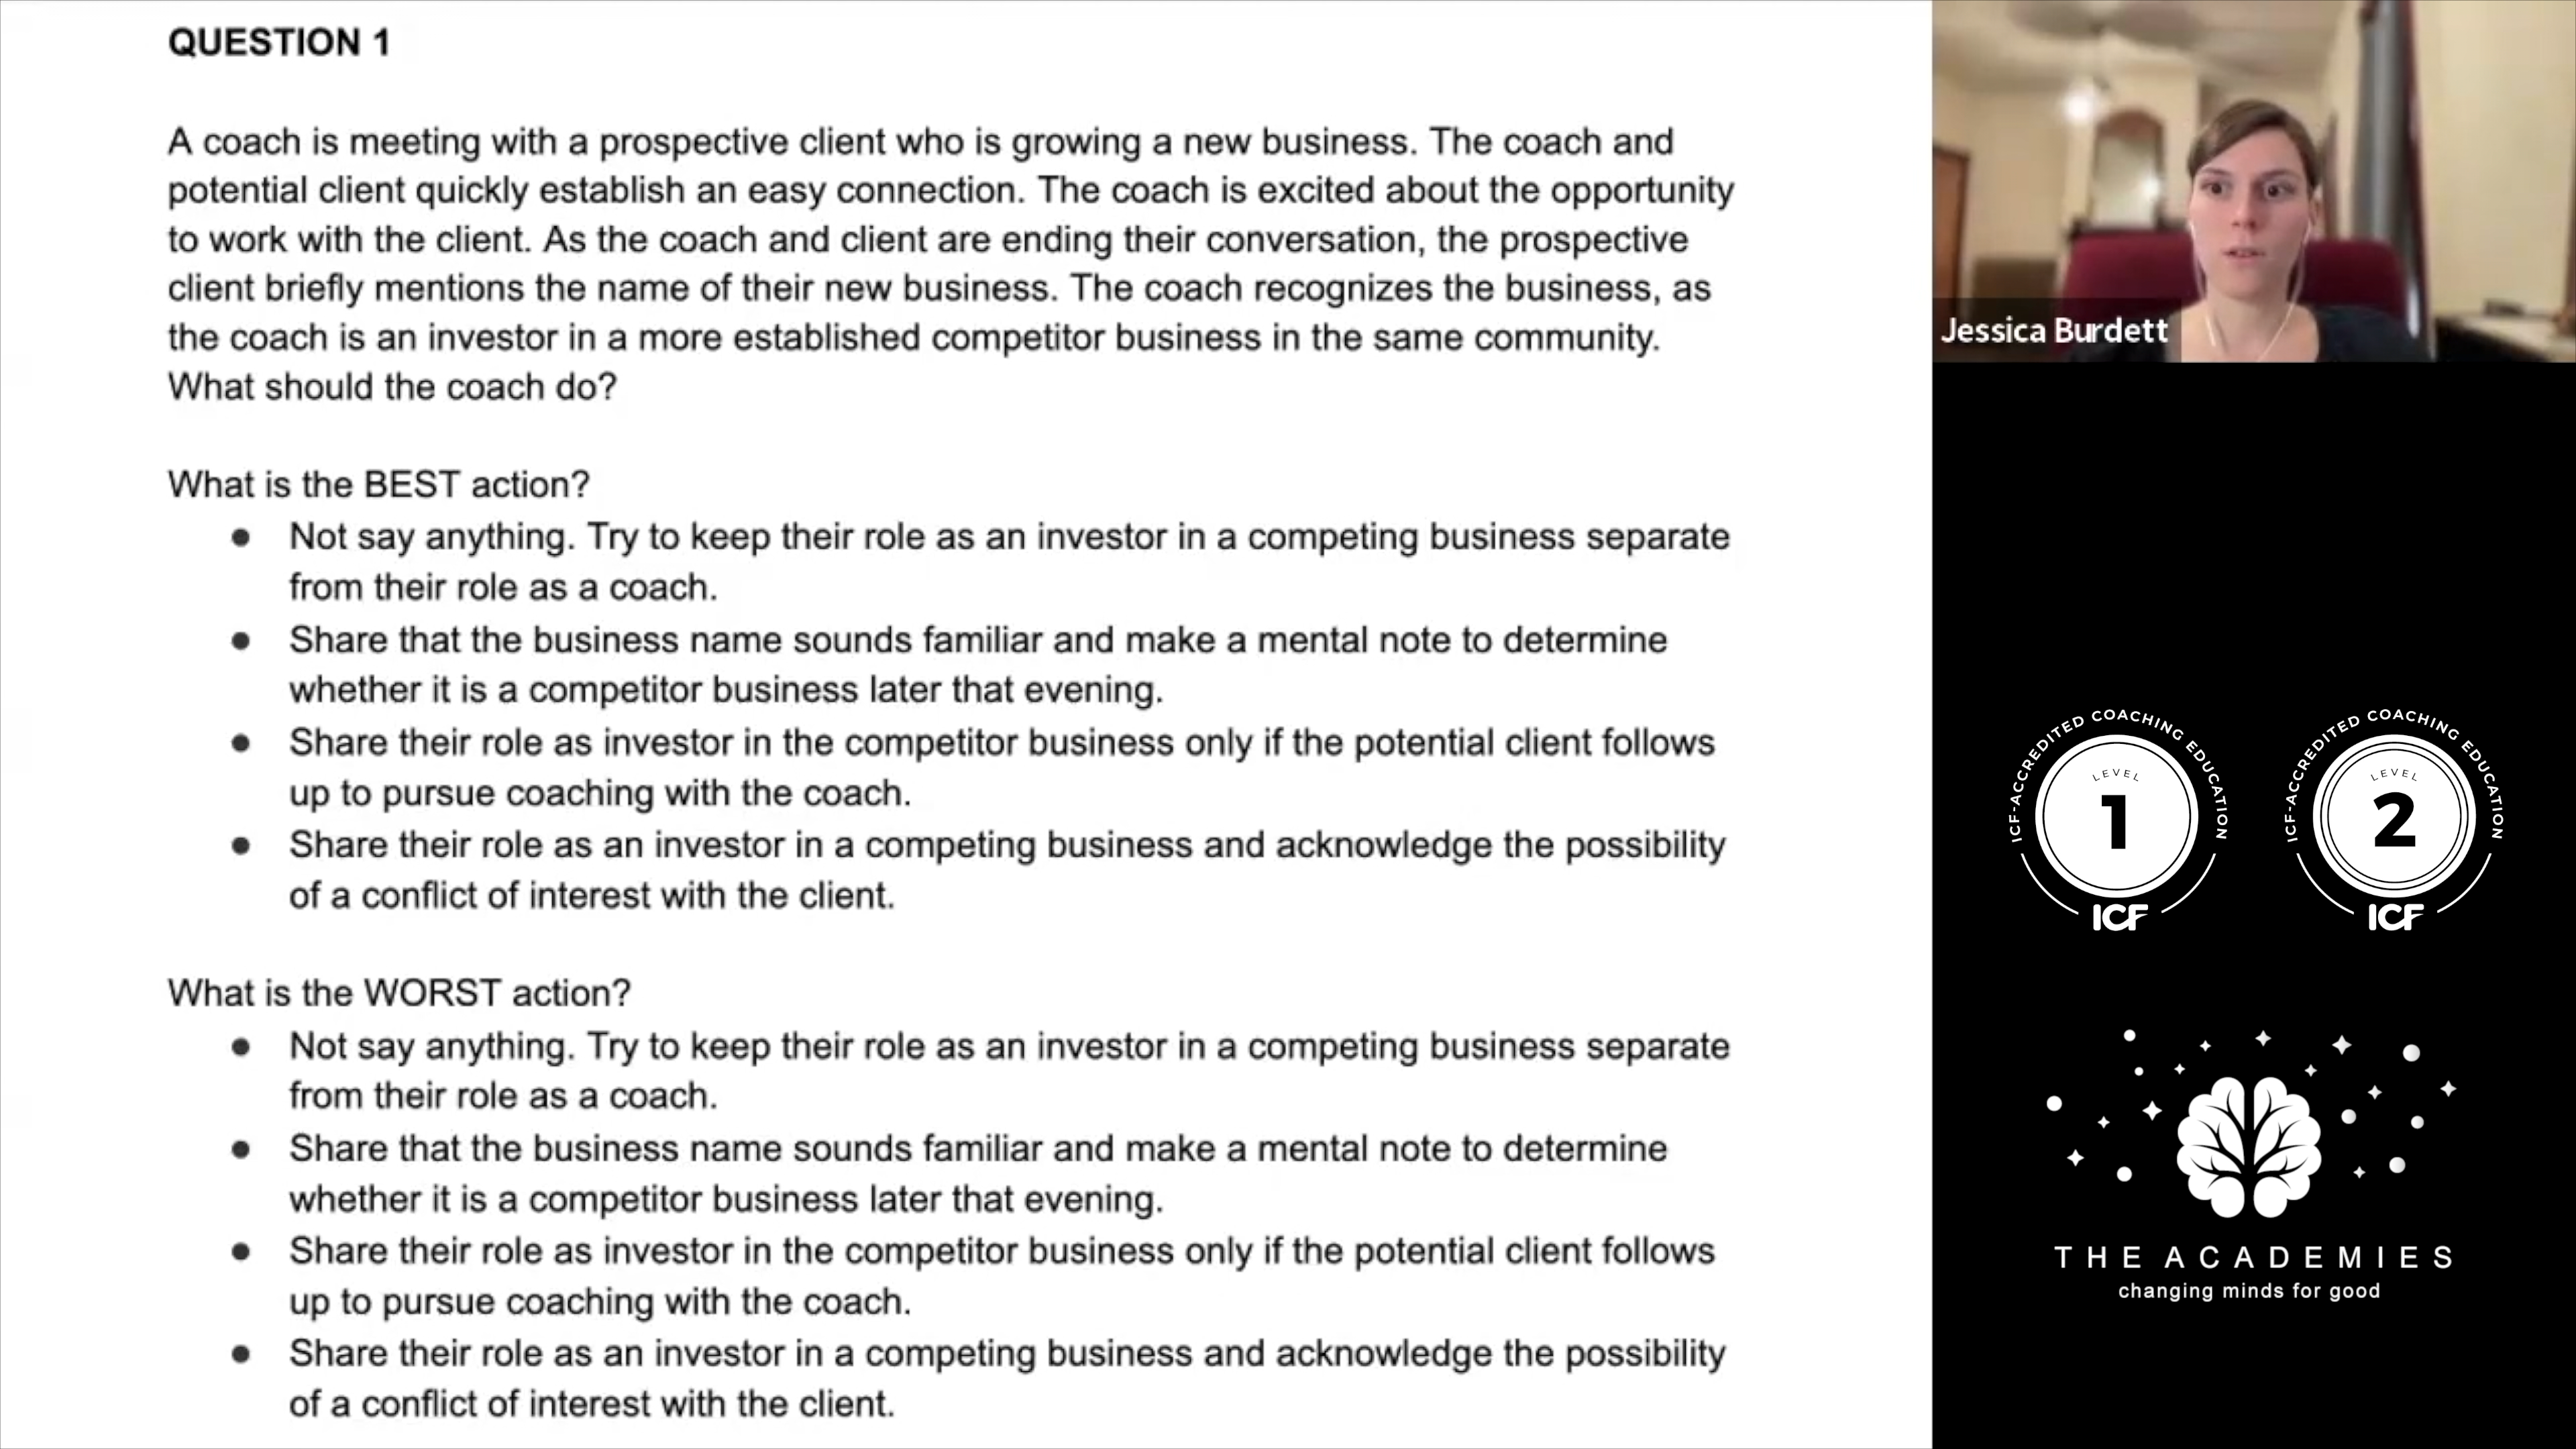 QUESTION 1
A coach is meeting with a prospective client who is growing a new business. The coach and
potential client quickly establish an easy connection. The coach is excited about the opportunity
to work with the client. As the coach and client are ending their conversation, the prospective
client briefly mentions the name of their new business. The coach recognizes the business, as
the coach is an investor in a more established competitor business in the same community.
What should the coach do?
What is the BEST action?
● Not say anything. Try to keep their role as an investor in a competing business separate
from their role as a coach.
● Share that the business name sounds familiar and make a mental note to determine
whether it is a competitor business later that evening.
● Share their role as investor in the competitor business only if the potential client follows
up to pursue coaching with the coach.
● Share their role as an investor in a competing business and acknowledge the possibility
of a conflict of interest with the client.
What is the WORST action?
● Not say anything. Try to keep their role as an investor in a competing business separate
from their role as a coach.
● Share that the business name sounds familiar and make a mental note to determine
whether it is a competitor business later that evening.
● Share their role as investor in the competitor business only if the potential client follows
up to pursue coaching with the coach.
● Share their role as an investor in a competing business and acknowledge the possibility
of a conflict of interest with the client.
Jessica Burdett
ICF-ACCREDITED COACHING EDUCATION
LEVEL
1
ICF
ICF-ACCREDITED COACHING EDUCATION
LEVEL
2
ICF
THE ACADEMIES
changing minds for good